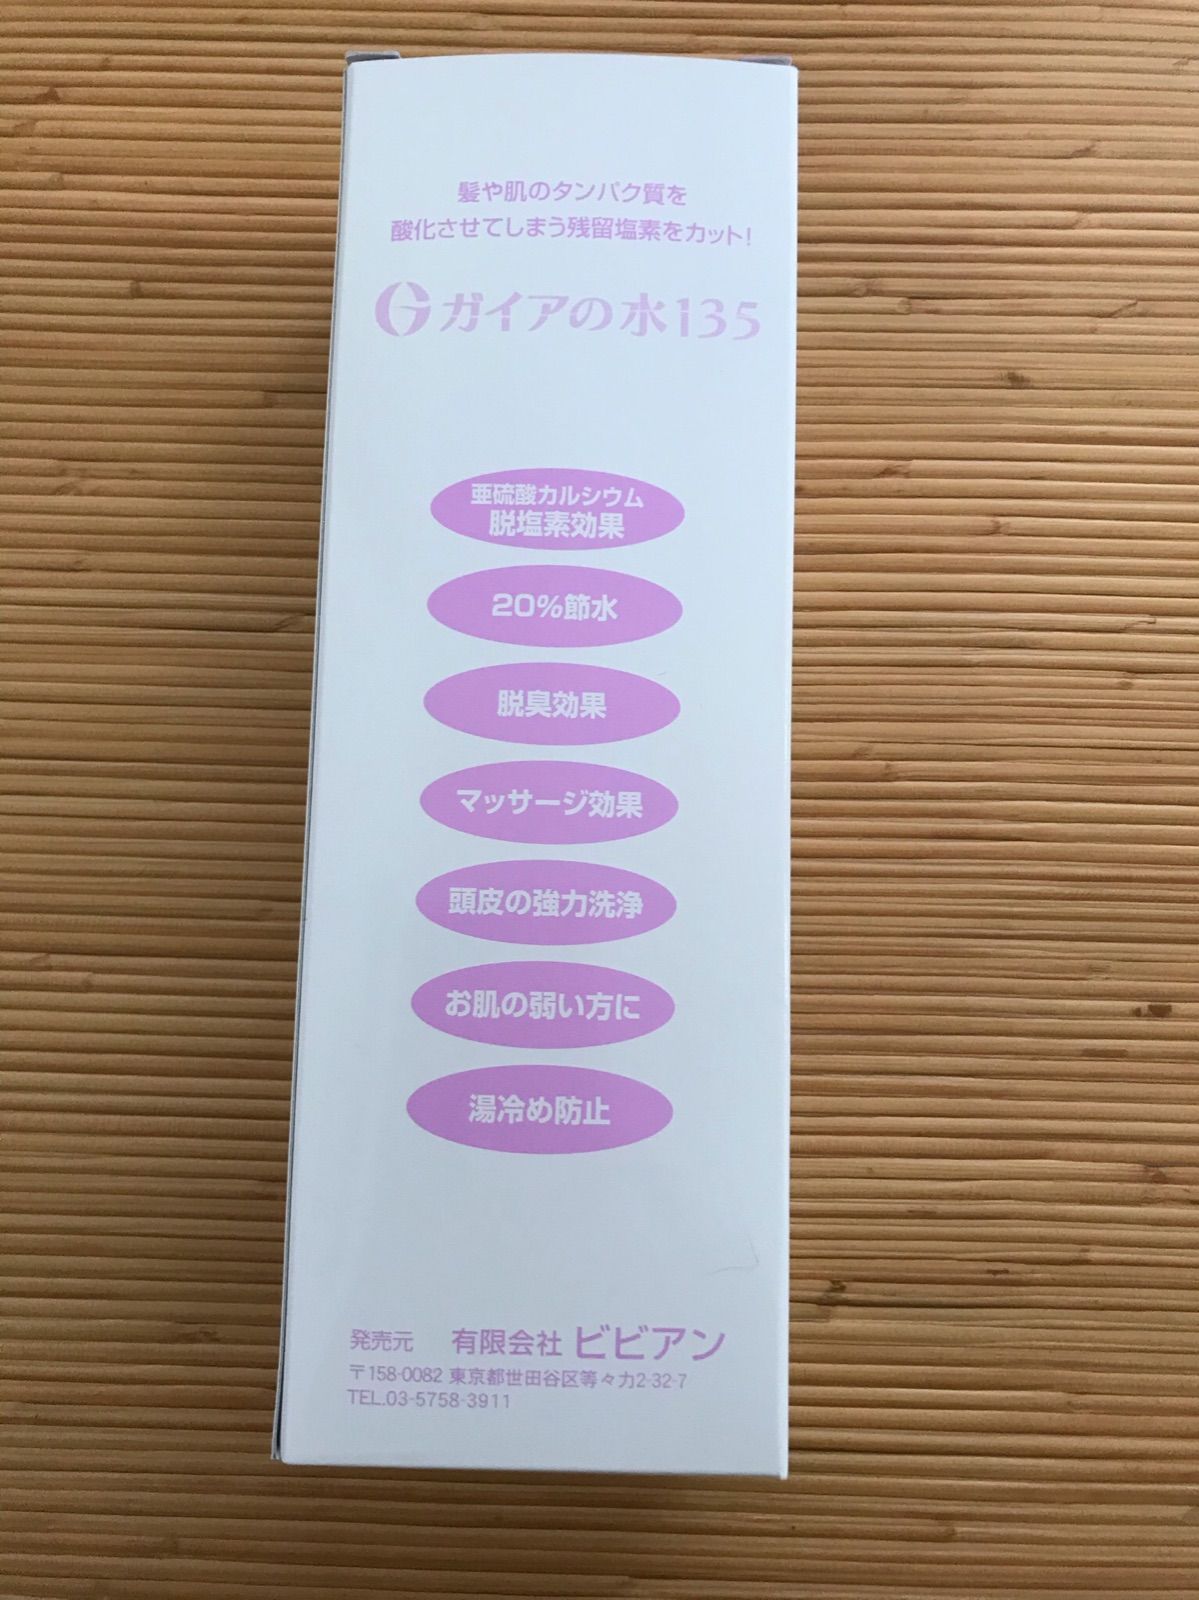 髪や肌のタンパク質を
酸化させてしまう残留塩素をカット!
ガイアの水135
亜硫酸カルシウム
脱塩素効果
20%節水
脱臭効果
マッサージ効果
頭皮の強力洗浄
お肌の弱い方に
湯冷め防止
発売元 有限会社 ビビアン
〒158-0082 東京都世田谷区等々力2-32-7
TEL.03-5758-3911